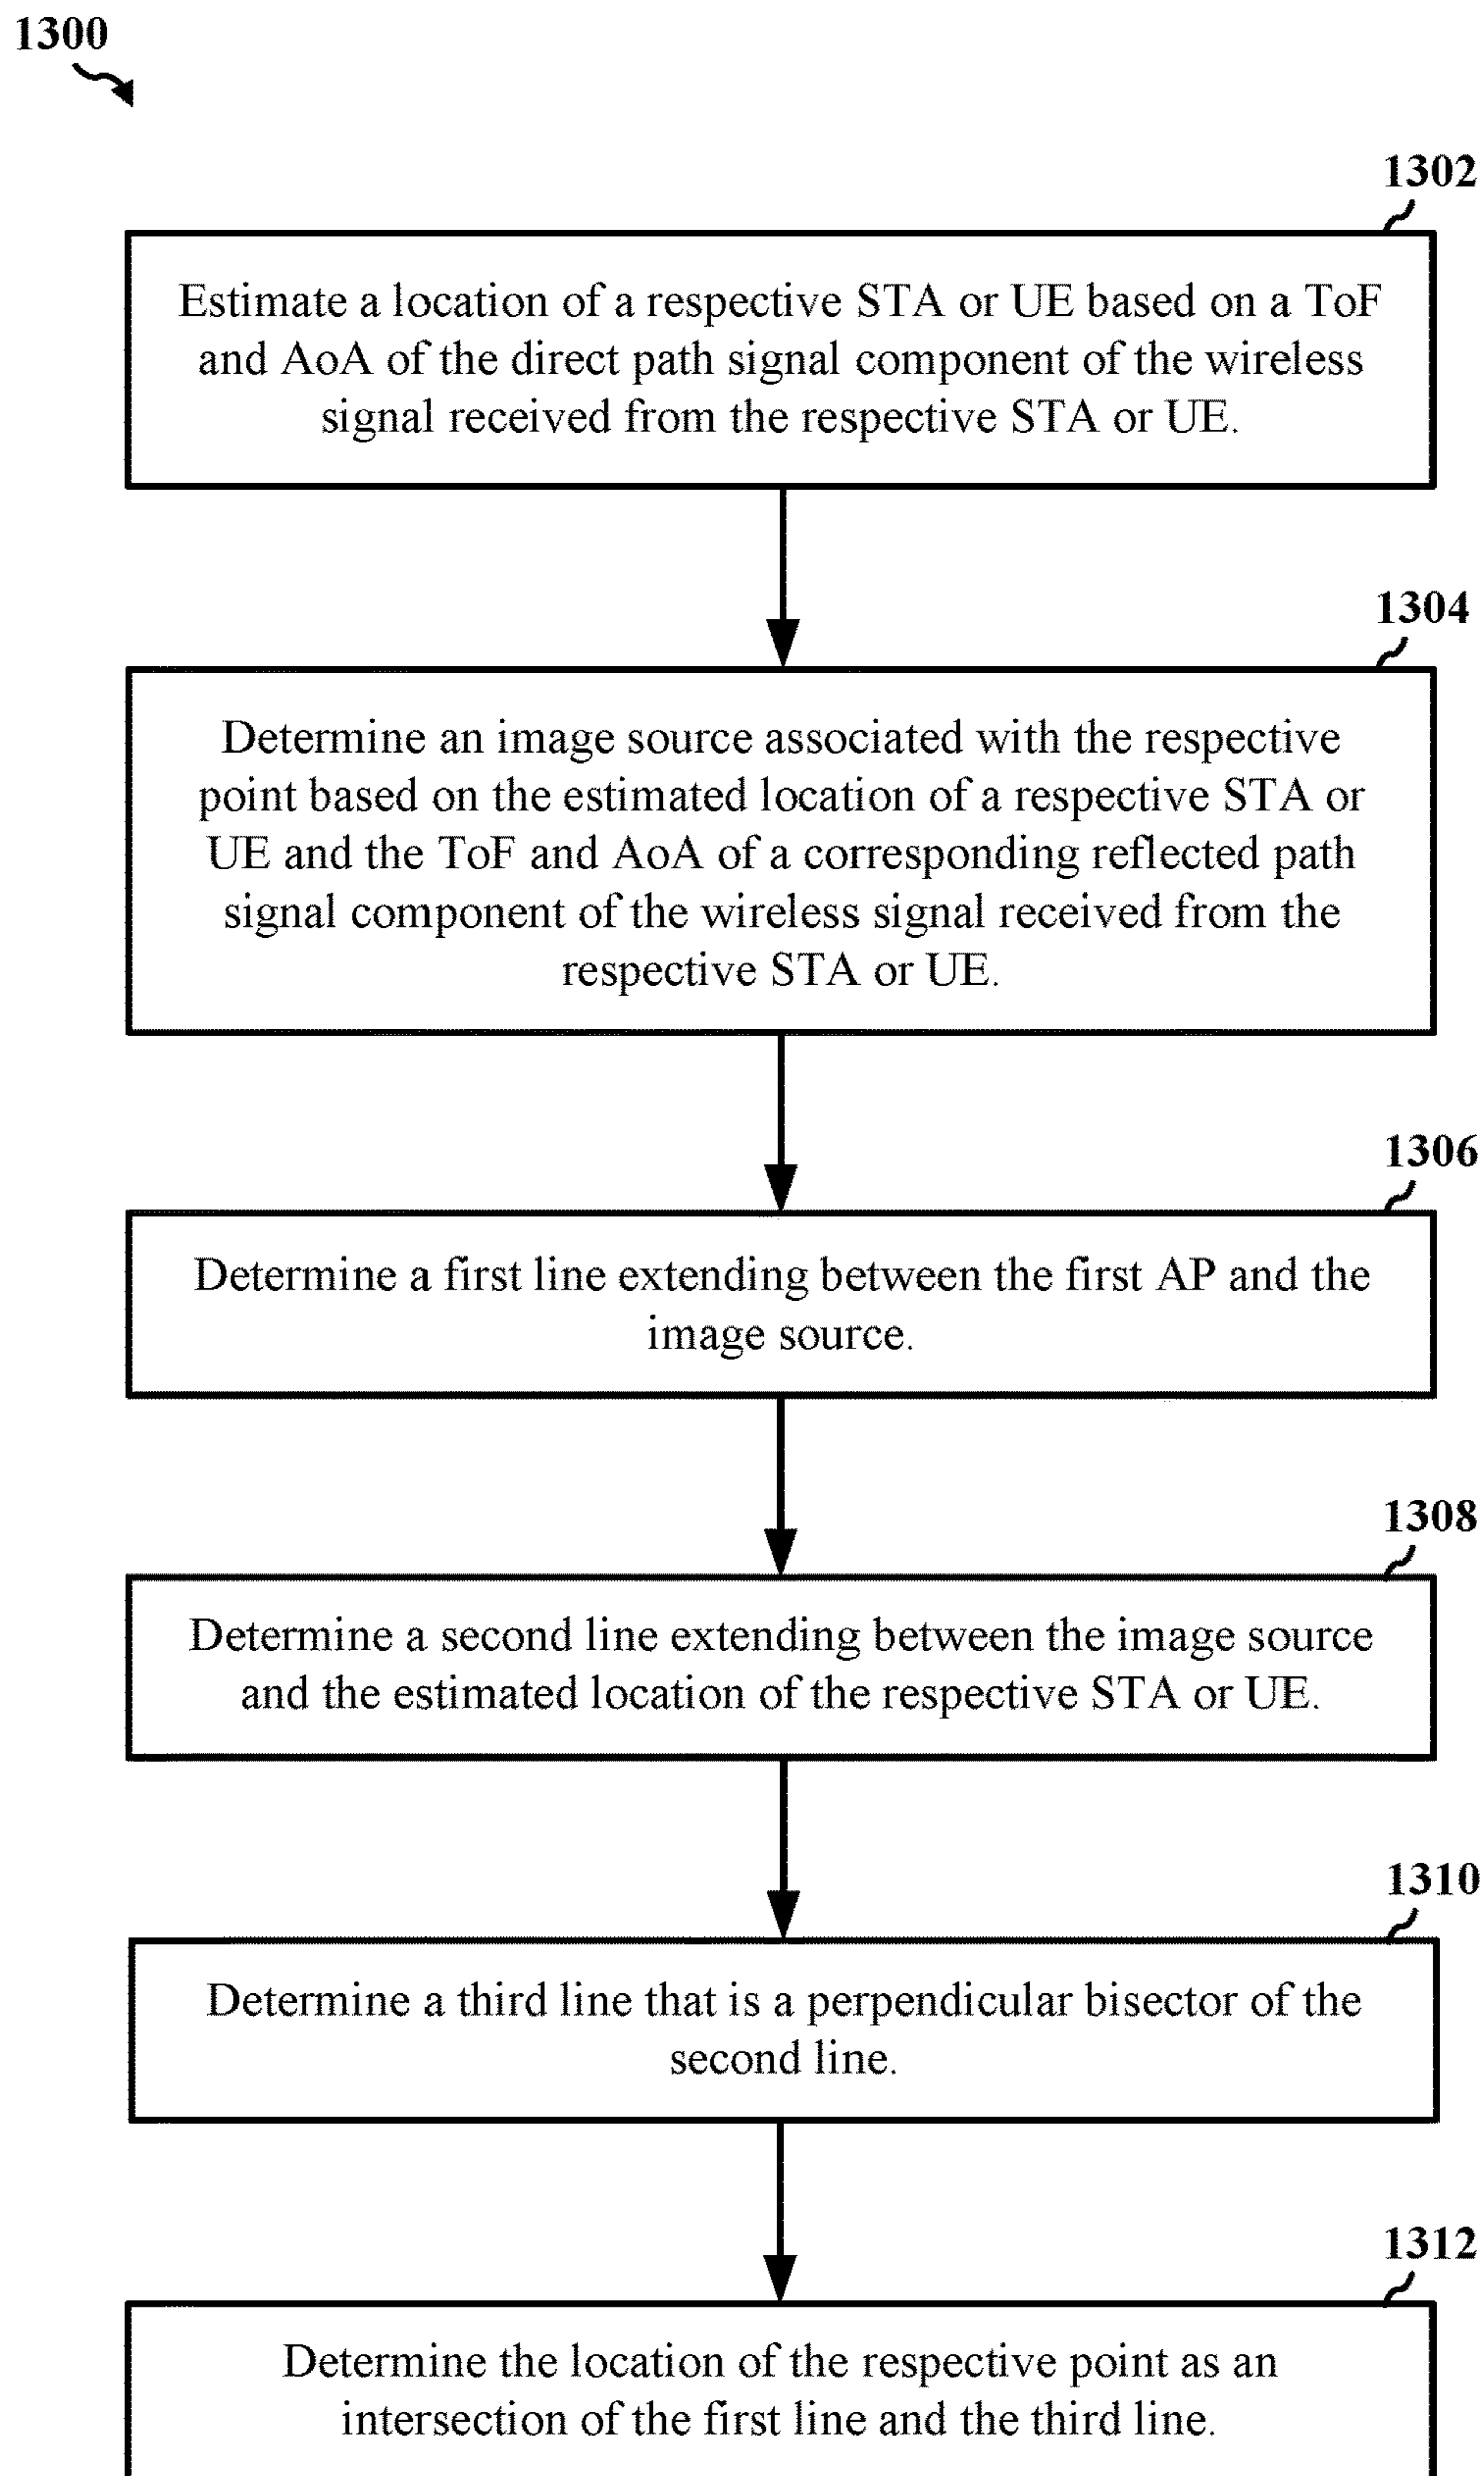 1300
1302
Estimate a location of a respective STA or UE based on a ToF
and AoA of the direct path signal component of the wireless
signal received from the respective STA or UE.
1304
Determine an image source associated with the respective
point based on the estimated location of a respective STA or
UE and the ToF and AoA of a corresponding reflected path
signal component of the wireless signal received from the
respective STA or UE.
1306
Determine a first line extending between the first AP and the
image source.
1308
Determine a second line extending between the image source
and the estimated location of the respective STA or UE.
1310
Determine a third line that is a perpendicular bisector of the
second line.
1312
Determine the location of the respective point as an
intersection of the first line and the third line.